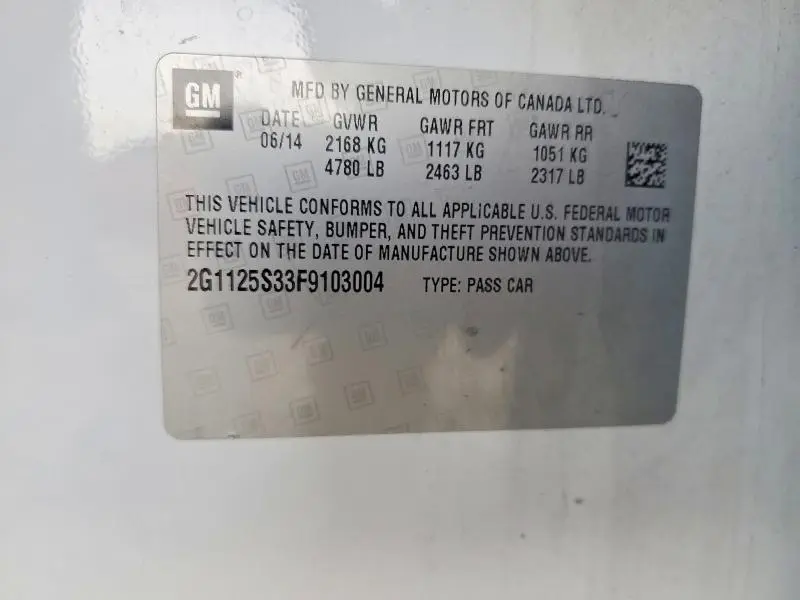 GM ® MFD BY GENERAL MOTORS OF CANADA LTD.
DATE GVWR GAWR FRT GAWR RR
06/14 2168 KG 1117 KG 1051 KG
4780 LB 2463 LB 2317 LB
THIS VEHICLE CONFORMS TO ALL APPLICABLE U.S. FEDERAL MOTOR
VEHICLE SAFETY, BUMPER, AND THEFT PREVENTION STANDARDS IN
EFFECT ON THE DATE OF MANUFACTURE SHOWN ABOVE.
2G1125S33F9103004 TYPE: PASS CAR